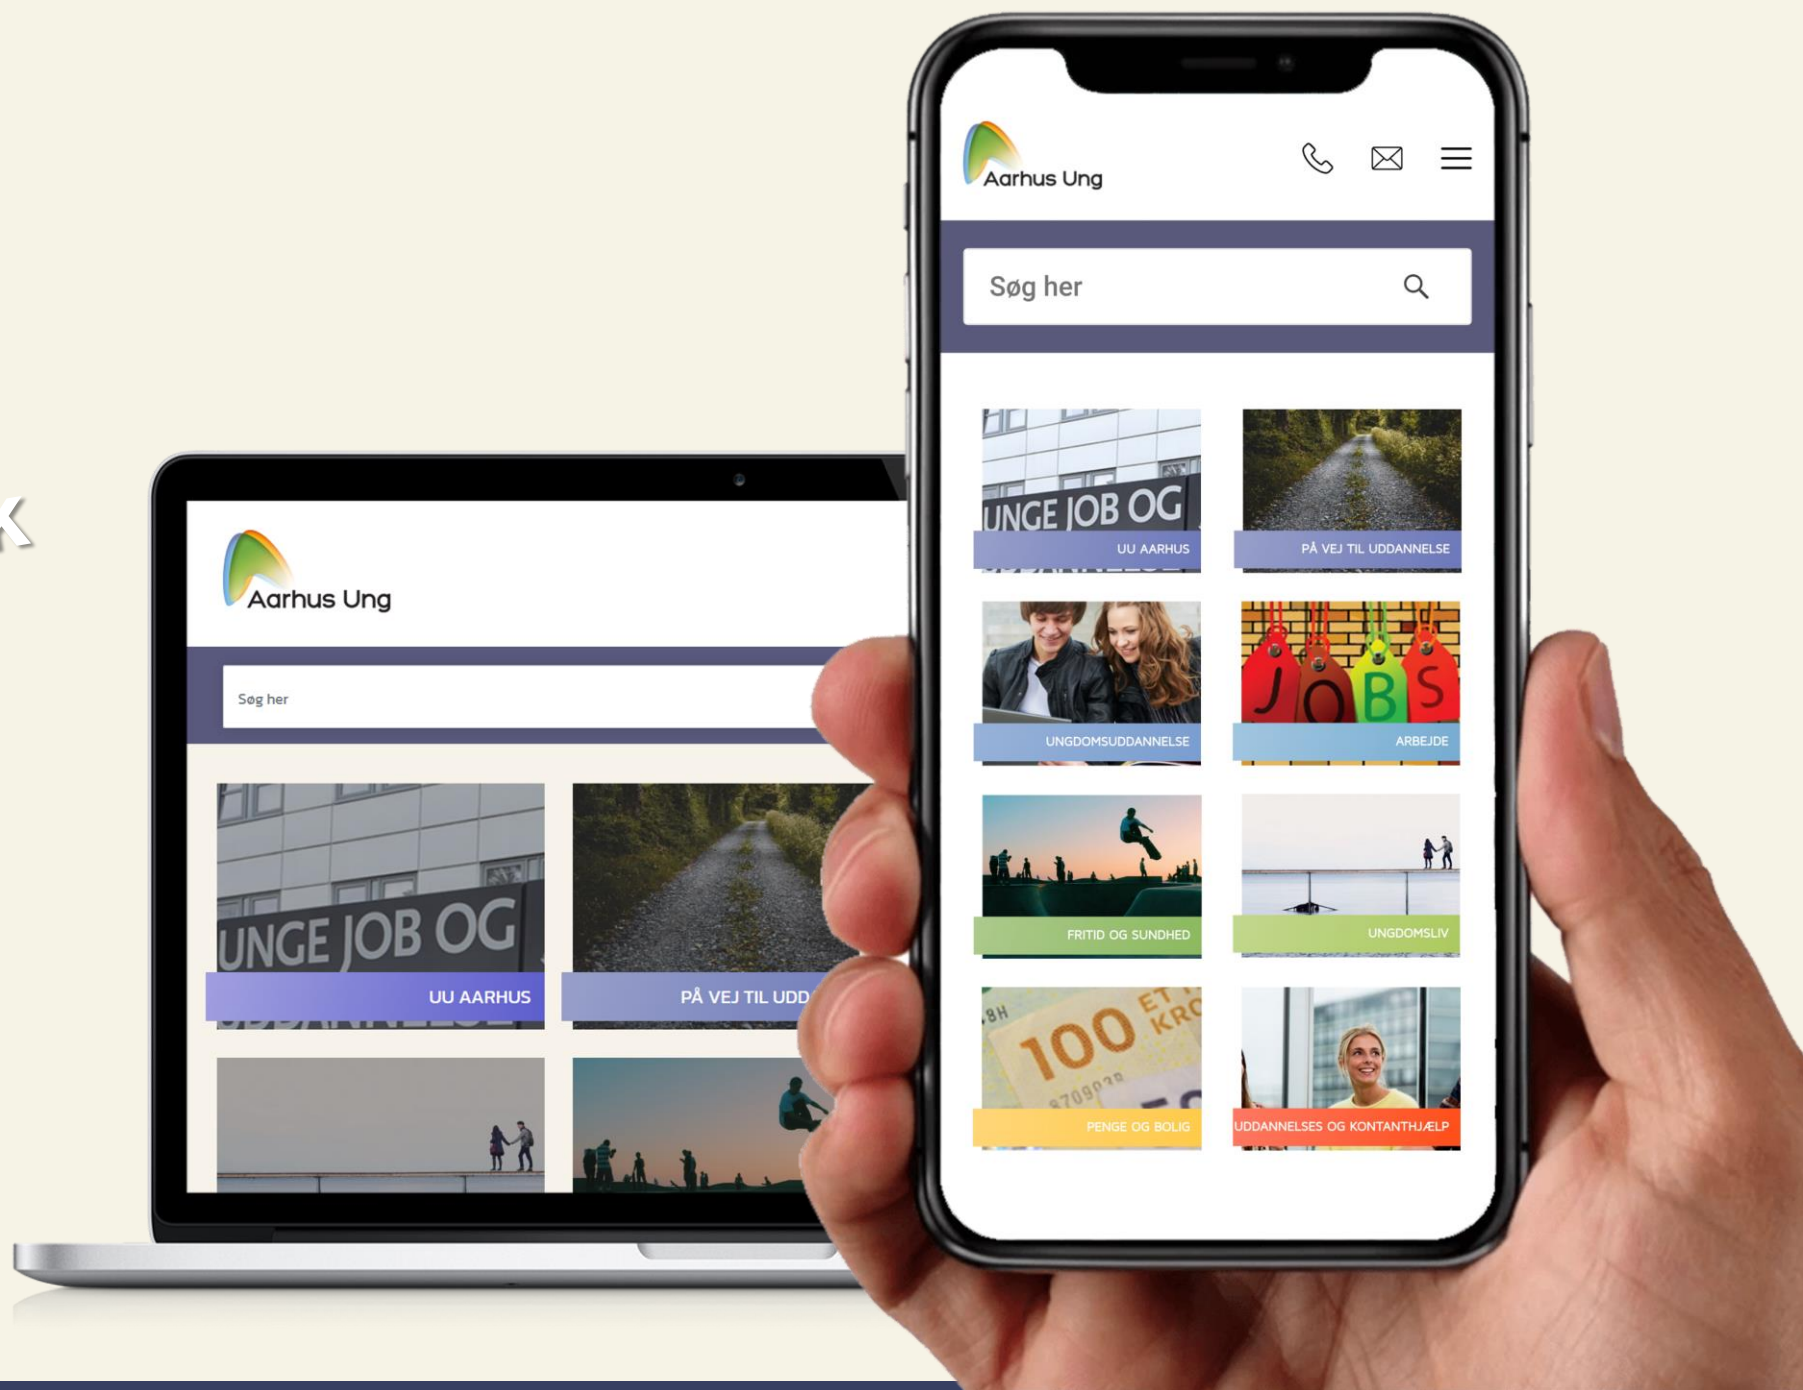 k
Aarhus Ung
Søg her
UNGE JOB OG
UU AARHUS
PÅ VEJ TIL UDD
Aarhus Ung
Søg her
UNGE JOB OG
UU AARHUS
PÅ VEJ TIL UDDANNELSE
UNGDOMSUDDANNELSE
JOBS
ARBEJDE
FRITID OG SUNDHED
UNGDOMSLIV
100
KRO
PENGE OG BOLIG
UDDANNELSES OG KONTANTHJÆLP